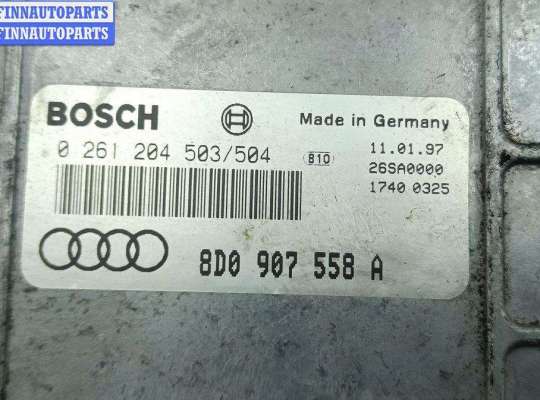 FINNAUTOPARTS
FINNAUTOPARTS
FINNAUTOPARTS
BOSCH
Made in Germany
0 261 204 503/504
B10
11.01.97
26SA0000
1740 0325
8D0 907 558 A